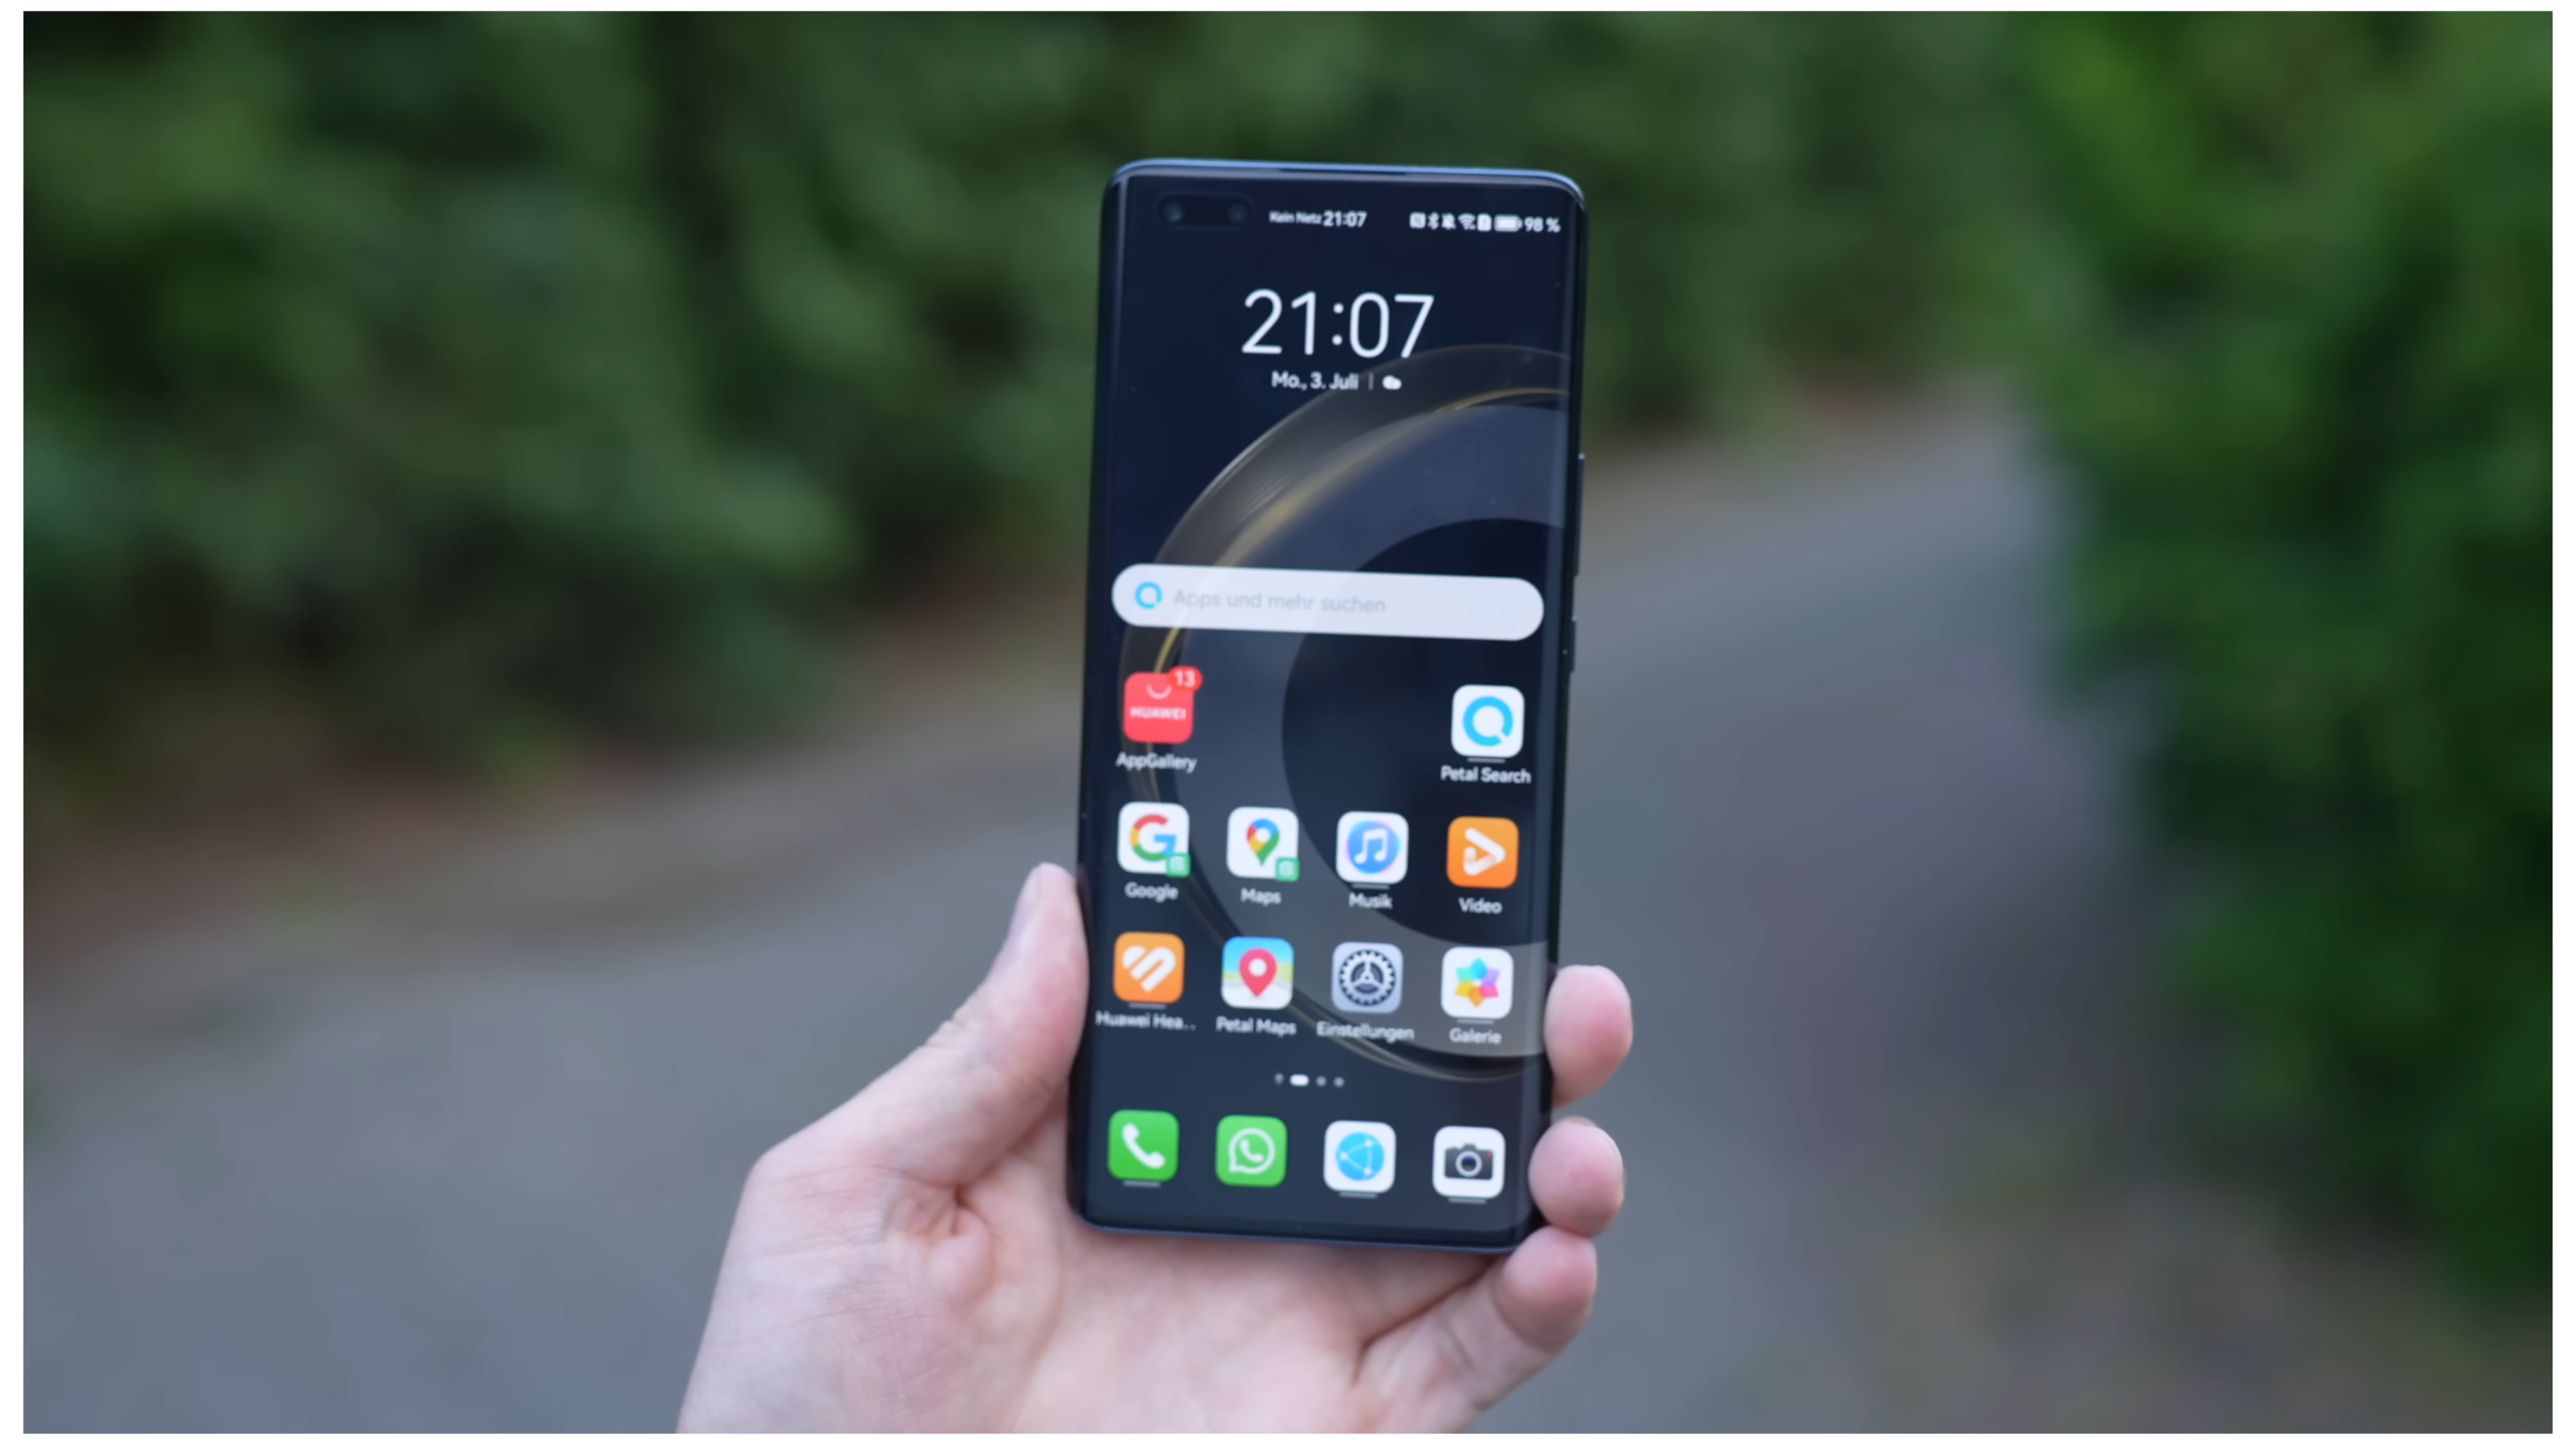 Kein Netz 21:07 98 %
21:07
Mo., 3. Juli
Apps und mehr suchen
13
HUAWEI
AppGallery Petal Search
Google Maps Musik Video
Huawei Hea... Petal Maps Einstellungen Galerie